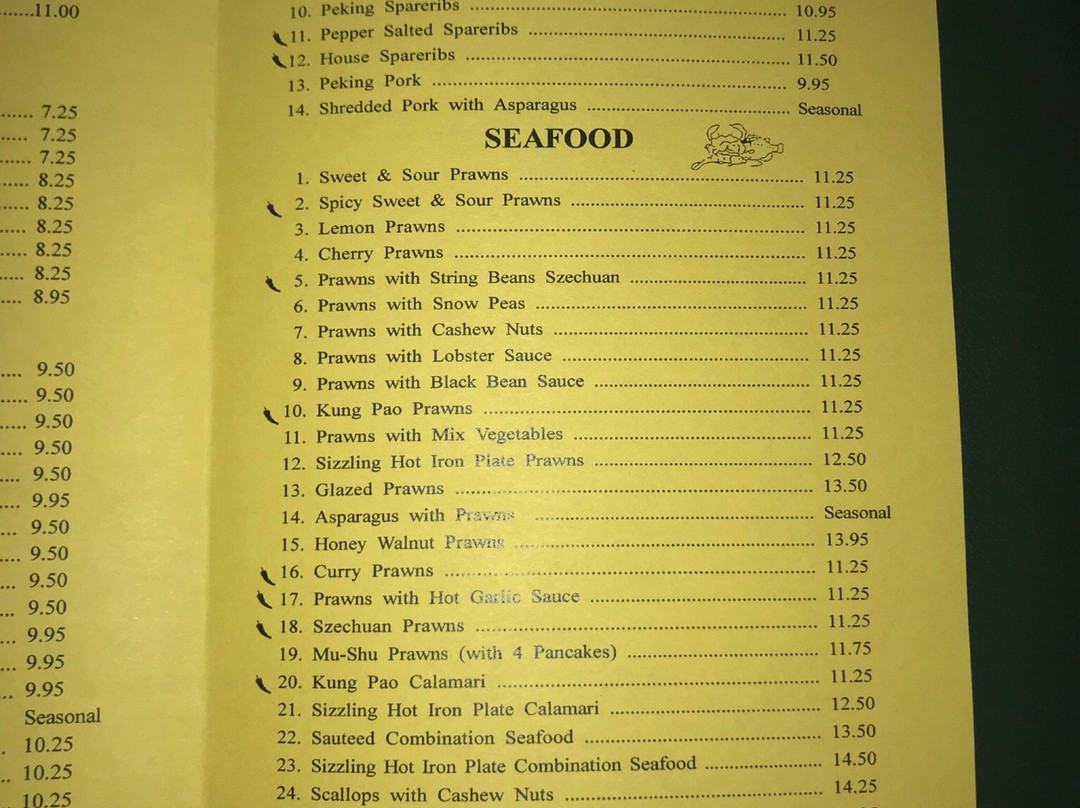 ......11.00
...... 7.25
..... 7.25
...... 7.25
..... 8.25
..... 8.25
..... 8.25
.... 8.25
..... 8.25
.... 8.95
.... 9.50
..... 9.50
.... 9.50
.... 9.50
.... 9.50
.... 9.95
... 9.50
.... 9.50
... 9.50
... 9.50
... 9.95
... 9.95
.. 9.95
Seasonal
. 10.25
.. 10.25
10.25
10. Peking Spareribs ........ 10.95
11. Pepper Salted Spareribs ........ 11.25
12. House Spareribs ........ 11.50
13. Peking Pork ........ 9.95
14. Shredded Pork with Asparagus ........ Seasonal
SEAFOOD
1. Sweet & Sour Prawns ........ 11.25
2. Spicy Sweet & Sour Prawns ........ 11.25
3. Lemon Prawns ........ 11.25
4. Cherry Prawns ........ 11.25
5. Prawns with String Beans Szechuan ........ 11.25
6. Prawns with Snow Peas ........ 11.25
7. Prawns with Cashew Nuts ........ 11.25
8. Prawns with Lobster Sauce ........ 11.25
9. Prawns with Black Bean Sauce ........ 11.25
10. Kung Pao Prawns ........ 11.25
11. Prawns with Mix Vegetables ........ 11.25
12. Sizzling Hot Iron Plate Prawns ........ 12.50
13. Glazed Prawns ........ 13.50
14. Asparagus with Prawns ........ Seasonal
15. Honey Walnut Prawns ........ 13.95
16. Curry Prawns ........ 11.25
17. Prawns with Hot Garlic Sauce ........ 11.25
18. Szechuan Prawns ........ 11.25
19. Mu-Shu Prawns (with 4 Pancakes) ........ 11.75
20. Kung Pao Calamari ........ 11.25
21. Sizzling Hot Iron Plate Calamari ........ 12.50
22. Sauteed Combination Seafood ........ 13.50
23. Sizzling Hot Iron Plate Combination Seafood ........ 14.50
24. Scallops with Cashew Nuts ........ 14.25